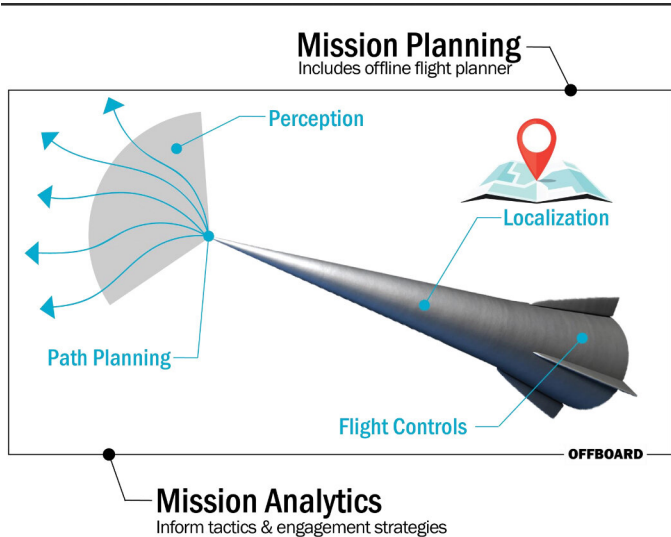 Mission Planning
Includes offline flight planner
Perception
Localization
Path Planning
Flight Controls
OFFBOARD
Mission Analytics
Inform tactics & engagement strategies